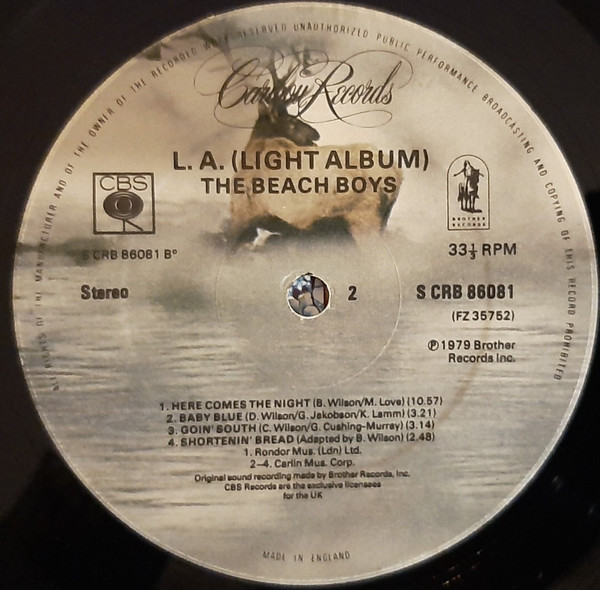 ALL RIGHTS OF THE MANUFACTURER AND OF THE OWNER OF THE RECORDED WORK RESERVED UNAUTHORIZED PUBLIC PERFORMANCE BROADCASTING AND COPYING OF THIS RECORD PROHIBITED
Caribou Records
L. A. (LIGHT ALBUM)
THE BEACH BOYS
CBS
BROTHER
RECORDS
S CRB 86081 B°
33⅓ RPM
Stereo
2
S CRB 86081
(FZ 35752)
℗ 1979 Brother
Records Inc.
1. HERE COMES THE NIGHT (B. Wilson/M. Love) (10.57)
2. BABY BLUE (D. Wilson/G. Jakobson/K. Lamm) (3.21)
3. GOIN' SOUTH (C. Wilson/G. Cushing-Murray) (3.14)
4. SHORTENIN' BREAD (Adapted by B. Wilson) (2.48)
1. Rondor Mus. (Ldn) Ltd.
2–4. Carlin Mus. Corp.
Original sound recording made by Brother Records, Inc.
CBS Records are the exclusive licensees
for the UK
MADE IN ENGLAND